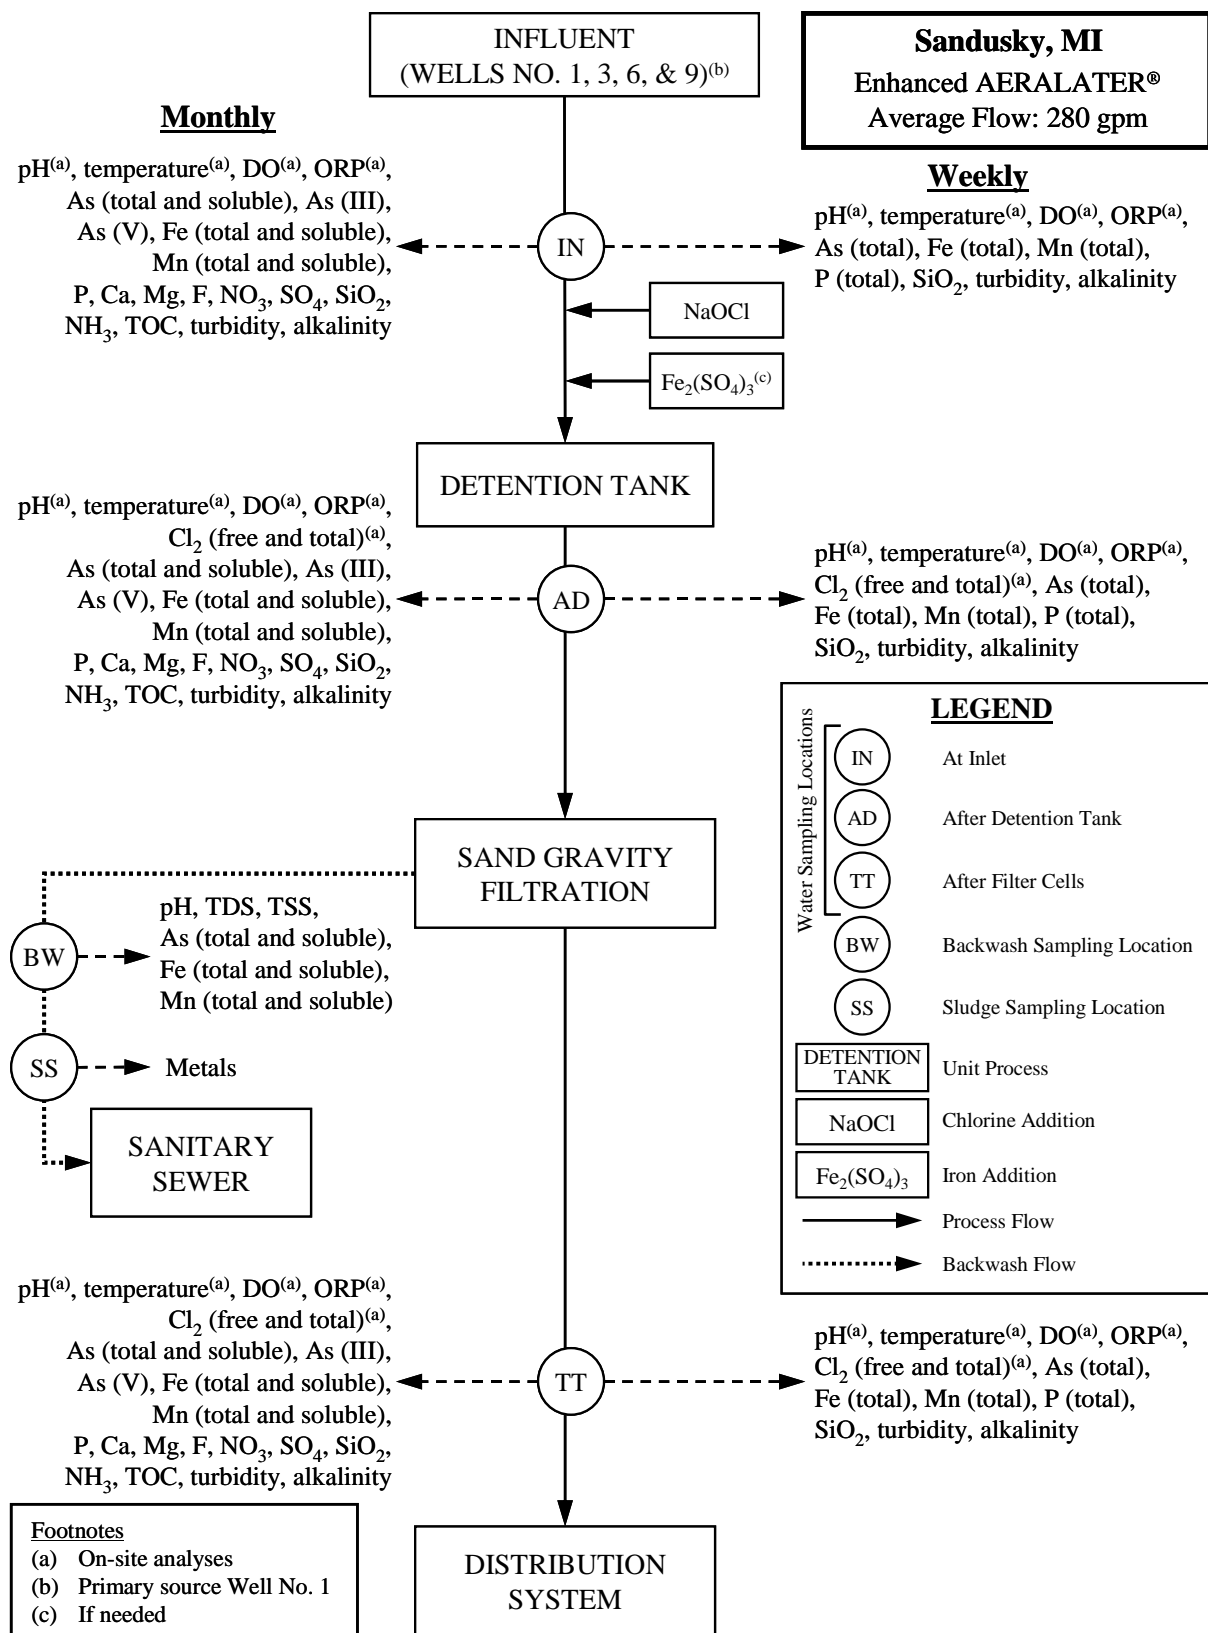 INFLUENT
(WELLS NO. 1, 3, 6, & 9)(b)
Sandusky, MI
Enhanced AERALATER®
Average Flow: 280 gpm
Monthly
pH(a), temperature(a), DO(a), ORP(a),
As (total and soluble), As (III),
As (V), Fe (total and soluble),
Mn (total and soluble),
P, Ca, Mg, F, NO3, SO4, SiO2,
NH3, TOC, turbidity, alkalinity
IN
Weekly
pH(a), temperature(a), DO(a), ORP(a),
As (total), Fe (total), Mn (total),
P (total), SiO2, turbidity, alkalinity
NaOCl
Fe2(SO4)3(c)
DETENTION TANK
pH(a), temperature(a), DO(a), ORP(a),
Cl2 (free and total)(a),
As (total and soluble), As (III),
As (V), Fe (total and soluble),
Mn (total and soluble),
P, Ca, Mg, F, NO3, SO4, SiO2,
NH3, TOC, turbidity, alkalinity
AD
pH(a), temperature(a), DO(a), ORP(a),
Cl2 (free and total)(a), As (total),
Fe (total), Mn (total), P (total),
SiO2, turbidity, alkalinity
LEGEND
Water Sampling Locations
IN
At Inlet
AD
After Detention Tank
TT
After Filter Cells
BW
Backwash Sampling Location
SS
Sludge Sampling Location
DETENTION
TANK
Unit Process
NaOCl
Chlorine Addition
Fe2(SO4)3
Iron Addition
Process Flow
Backwash Flow
SAND GRAVITY
FILTRATION
BW
pH, TDS, TSS,
As (total and soluble),
Fe (total and soluble),
Mn (total and soluble)
SS
Metals
SANITARY
SEWER
pH(a), temperature(a), DO(a), ORP(a),
Cl2 (free and total)(a),
As (total and soluble), As (III),
As (V), Fe (total and soluble),
Mn (total and soluble),
P, Ca, Mg, F, NO3, SO4, SiO2,
NH3, TOC, turbidity, alkalinity
TT
pH(a), temperature(a), DO(a), ORP(a),
Cl2 (free and total)(a), As (total),
Fe (total), Mn (total), P (total),
SiO2, turbidity, alkalinity
Footnotes
(a) On-site analyses
(b) Primary source Well No. 1
(c) If needed
DISTRIBUTION
SYSTEM